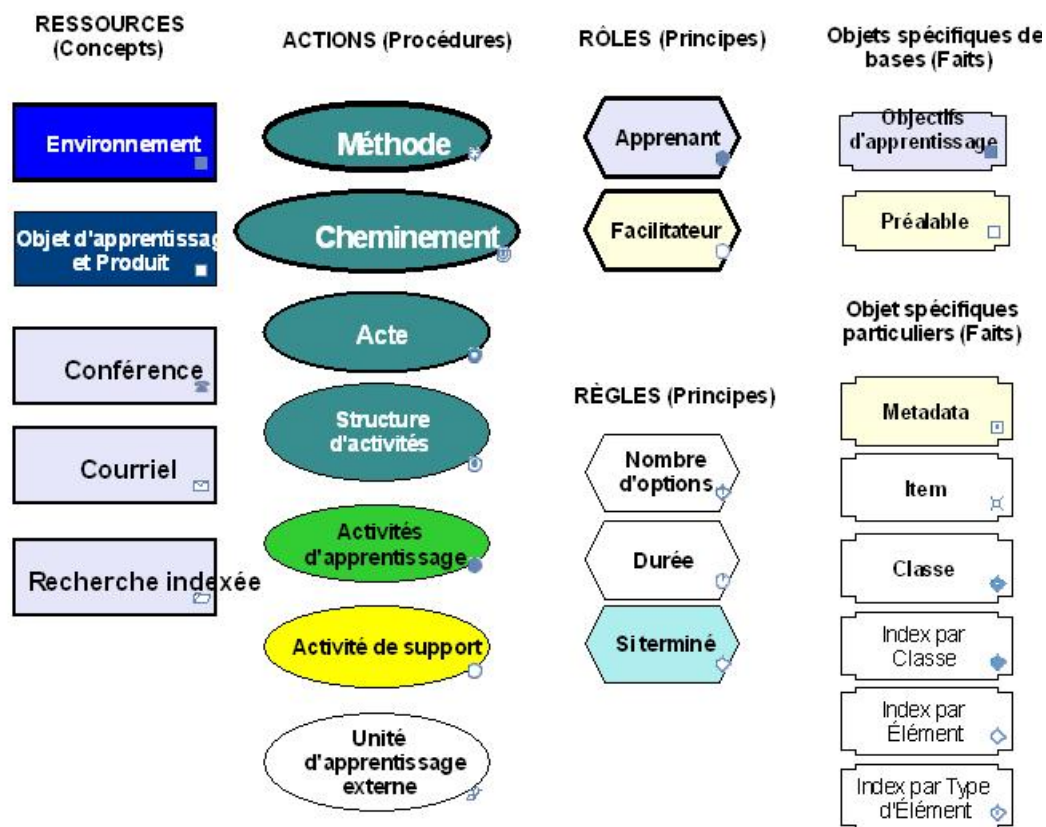 RESSOURCES
(Concepts)
Environnement
Objet d'apprentissag
et Produit
Conférence
Courriel
Recherche indexée
ACTIONS (Procédures)
Méthode
Cheminement
Acte
Structure
d'activités
Activités
d'apprentissage
Activité de support
Unité
d'apprentissage
externe
RÔLES (Principes)
Apprenant
Facilitateur
RÈGLES (Principes)
Nombre
d'options
Durée
Si terminé
Objets spécifiques de
bases (Faits)
Objectifs
d'apprentissage
Préalable
Objet spécifiques
particuliers (Faits)
Metadata
Item
Classe
Index par
Classe
Index par
Élément
Index par Type
d'Élément